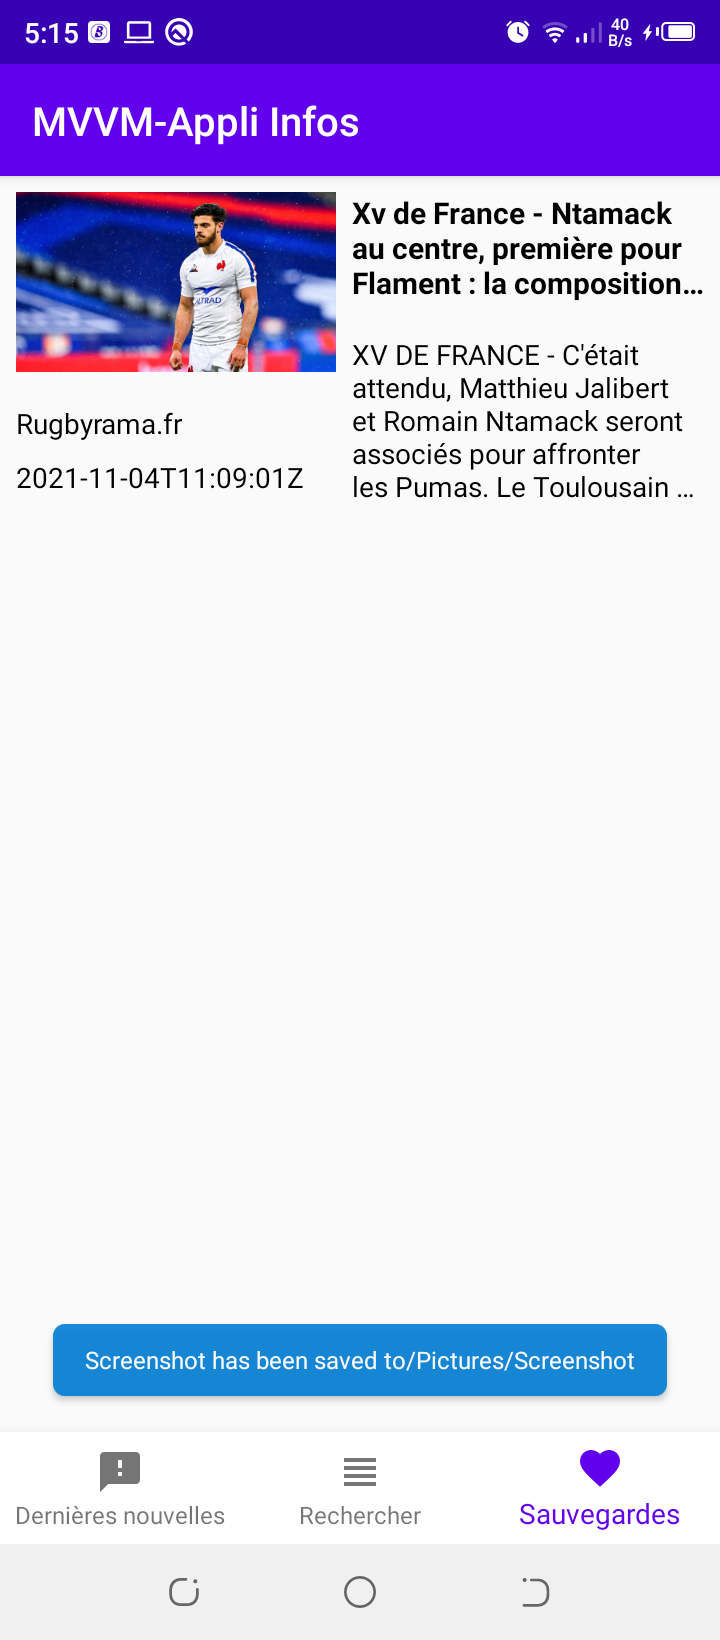 5:15
40
B/s
MVVM-Appli Infos
ALTRAD
Xv de France - Ntamack
au centre, première pour
Flament : la composition...
XV DE FRANCE - C'était
attendu, Matthieu Jalibert
et Romain Ntamack seront
associés pour affronter
les Pumas. Le Toulousain ...
Rugbyrama.fr
2021-11-04T11:09:01Z
Screenshot has been saved to/Pictures/Screenshot
Dernières nouvelles
Rechercher
Sauvegardes